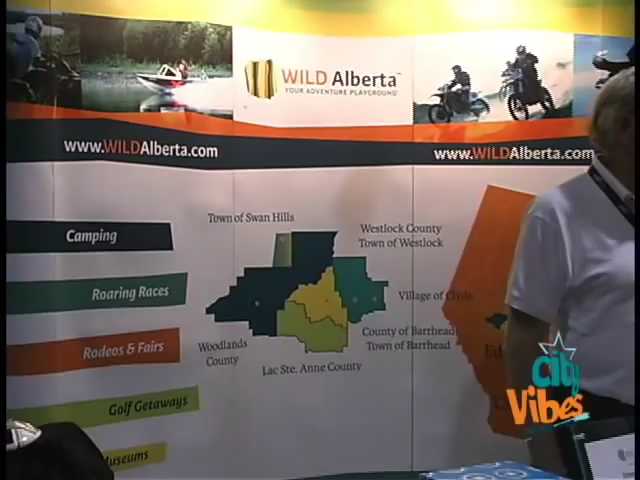 WILD Alberta™
YOUR ADVENTURE PLAYGROUND
www.WILDAlberta.com
www.WILDAlberta.com
Town of Swan Hills
Westlock County
Town of Westlock
Camping
Roaring Races
Village of Clyde
Rodeos & Fairs
County of Barrhead
Town of Barrhead
Woodlands
County
Lac Ste. Anne County
Golf Getaways
Museums
City
Vibes